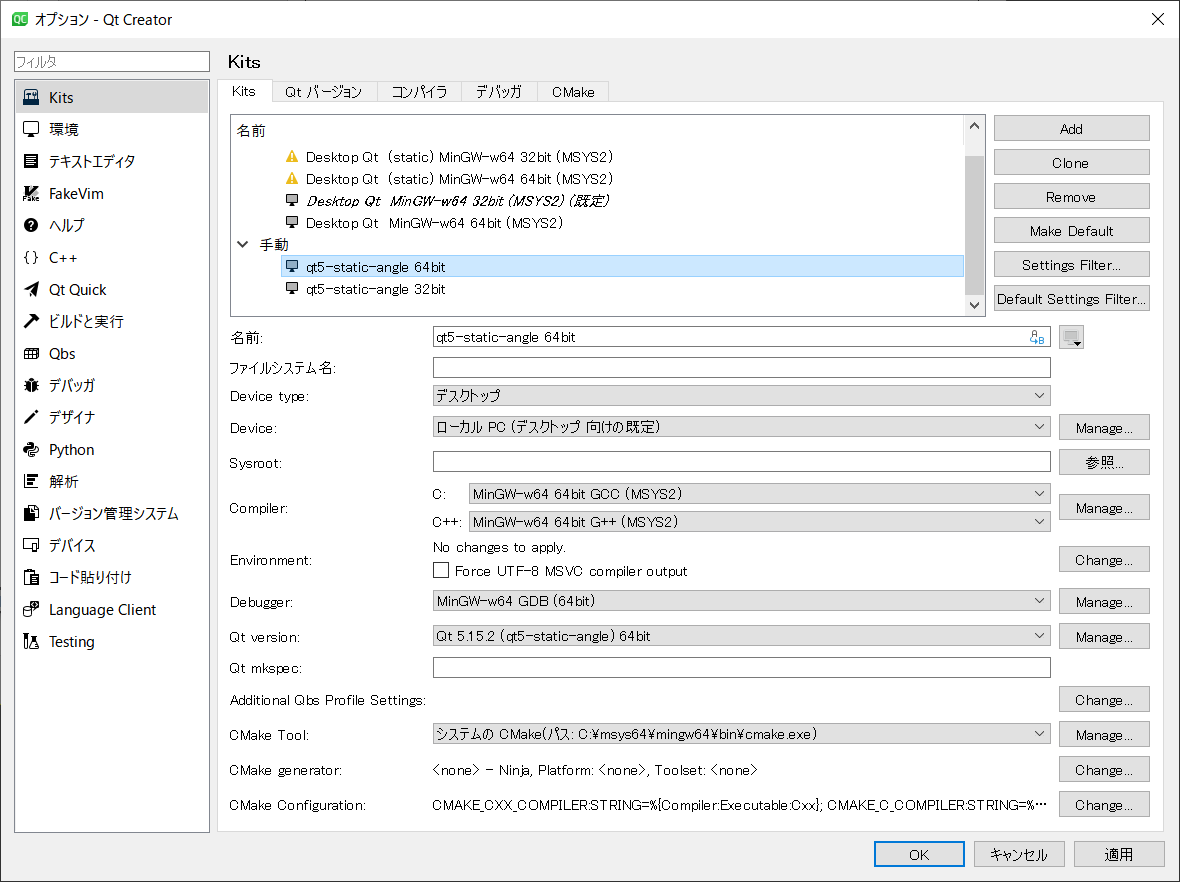 オプション - Qt Creator
フィルタ
Kits
環境
テキストエディタ
FakeVim
ヘルプ
C++
Qt Quick
ビルドと実行
Qbs
デバッガ
デザイナ
Python
解析
バージョン管理システム
デバイス
コード貼り付け
Language Client
Testing
Kits
Kits Qt バージョン コンパイラ デバッガ CMake
名前
Desktop Qt (static) MinGW-w64 32bit (MSYS2)
Desktop Qt (static) MinGW-w64 64bit (MSYS2)
Desktop Qt MinGW-w64 32bit (MSYS2) (既定)
Desktop Qt MinGW-w64 64bit (MSYS2)
手動
qt5-static-angle 64bit
qt5-static-angle 32bit
Add
Clone
Remove
Make Default
Settings Filter...
Default Settings Filter...
名前: qt5-static-angle 64bit
ファイルシステム名:
Device type: デスクトップ
Device: ローカル PC (デスクトップ 向けの既定) Manage...
Sysroot: 参照...
Compiler: C: MinGW-w64 64bit GCC (MSYS2) Manage...
C++: MinGW-w64 64bit G++ (MSYS2)
Environment: No changes to apply. Change...
Force UTF-8 MSVC compiler output
Debugger: MinGW-w64 GDB (64bit) Manage...
Qt version: Qt 5.15.2 (qt5-static-angle) 64bit Manage...
Qt mkspec:
Additional Qbs Profile Settings: Change...
CMake Tool: システムの CMake(パス: C:¥msys64¥mingw64¥bin¥cmake.exe) Manage...
CMake generator: <none> - Ninja, Platform: <none>, Toolset: <none> Change...
CMake Configuration: CMAKE_CXX_COMPILER:STRING=%{Compiler:Executable:Cxx}; CMAKE_C_COMPILER:STRING=%… Change...
OK キャンセル 適用